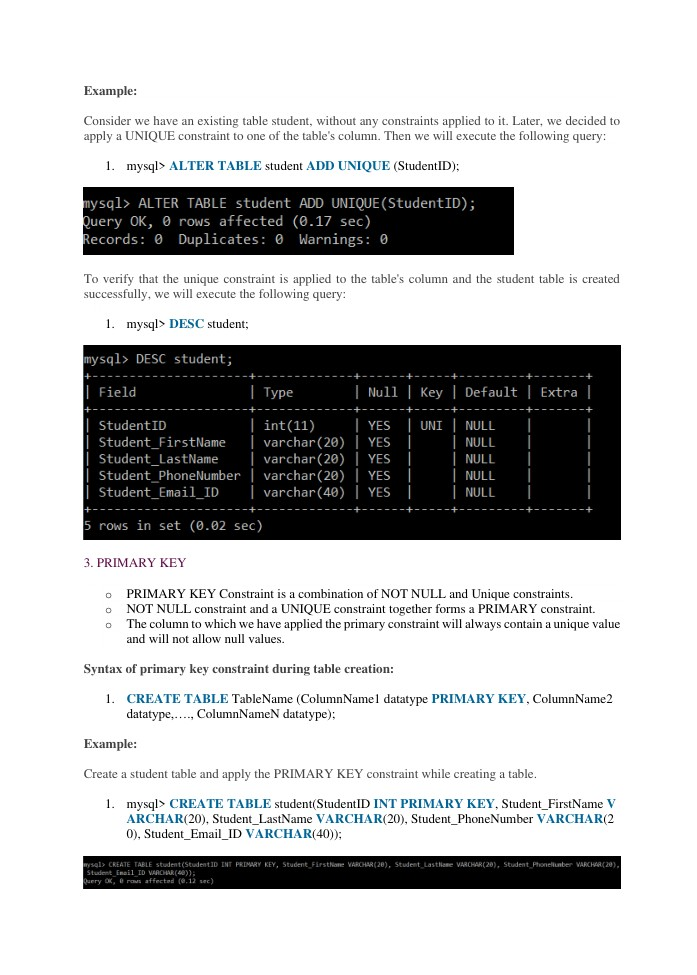 Example:
Consider we have an existing table student, without any constraints applied to it. Later, we decided to
apply a UNIQUE constraint to one of the table's column. Then we will execute the following query:
1. mysql> ALTER TABLE student ADD UNIQUE (StudentID);
mysql> ALTER TABLE student ADD UNIQUE(StudentID);
Query OK, 0 rows affected (0.17 sec)
Records: 0  Duplicates: 0  Warnings: 0
To verify that the unique constraint is applied to the table's column and the student table is created
successfully, we will execute the following query:
1. mysql> DESC student;
mysql> DESC student;
+---------------------+-------------+------+-----+---------+-------+
| Field               | Type        | Null | Key | Default | Extra |
+---------------------+-------------+------+-----+---------+-------+
| StudentID           | int(11)     | YES  | UNI | NULL    |       |
| Student_FirstName   | varchar(20) | YES  |     | NULL    |       |
| Student_LastName    | varchar(20) | YES  |     | NULL    |       |
| Student_PhoneNumber | varchar(20) | YES  |     | NULL    |       |
| Student_Email_ID    | varchar(40) | YES  |     | NULL    |       |
+---------------------+-------------+------+-----+---------+-------+
5 rows in set (0.02 sec)
3. PRIMARY KEY
o PRIMARY KEY Constraint is a combination of NOT NULL and Unique constraints.
o NOT NULL constraint and a UNIQUE constraint together forms a PRIMARY constraint.
o The column to which we have applied the primary constraint will always contain a unique value
and will not allow null values.
Syntax of primary key constraint during table creation:
1. CREATE TABLE TableName (ColumnName1 datatype PRIMARY KEY, ColumnName2
datatype,…., ColumnNameN datatype);
Example:
Create a student table and apply the PRIMARY KEY constraint while creating a table.
1. mysql> CREATE TABLE student(StudentID INT PRIMARY KEY, Student_FirstName V
ARCHAR(20), Student_LastName VARCHAR(20), Student_PhoneNumber VARCHAR(2
0), Student_Email_ID VARCHAR(40));
mysql> CREATE TABLE student(StudentID INT PRIMARY KEY, Student_FirstName VARCHAR(20), Student_LastName VARCHAR(20), Student_PhoneNumber VARCHAR(20),
Student_Email_ID VARCHAR(40));
Query OK, 0 rows affected (0.12 sec)